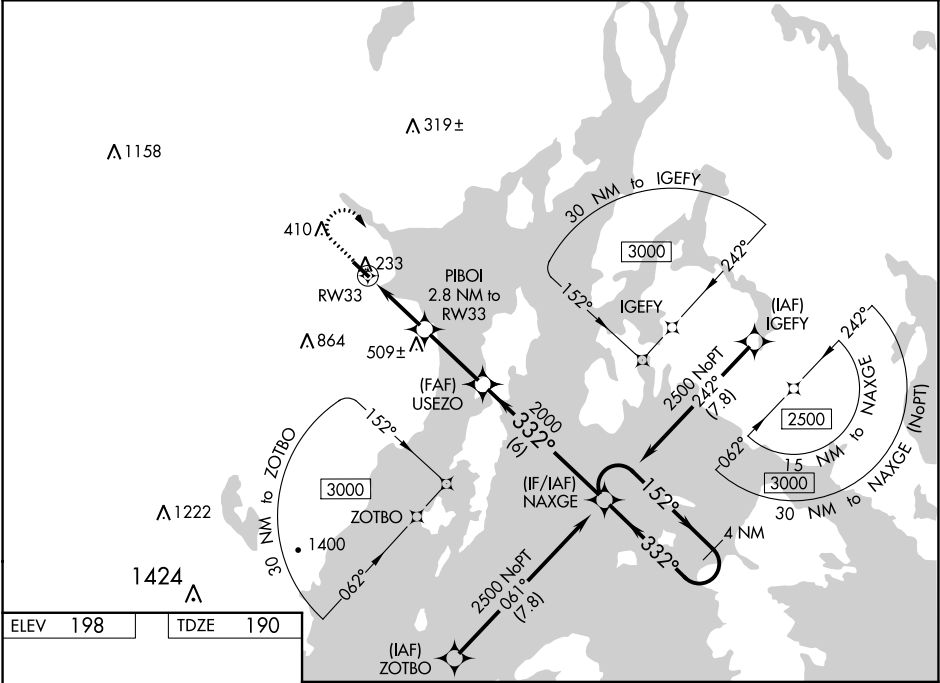 319±
1158
30 NM to IGEFY
3000
242°
152°
IGEFY
410
233
RW33
PIBOI
2.8 NM to
RW33
(IAF)
IGEFY
242°
864
509±
2500 NoPT
242°
(7.8)
(FAF)
USEZO
2500
062°
15 NM to NAXGE
3000
30 NM to NAXGE (NoPT)
2000
332°
(6)
152°
30 NM to ZOTBO
3000
ZOTBO
062°
(IF/IAF)
NAXGE
152°
4 NM
332°
1222
1400
1424
2500 NoPT
061°
(7.8)
(IAF)
ZOTBO
ELEV 198
TDZE 190